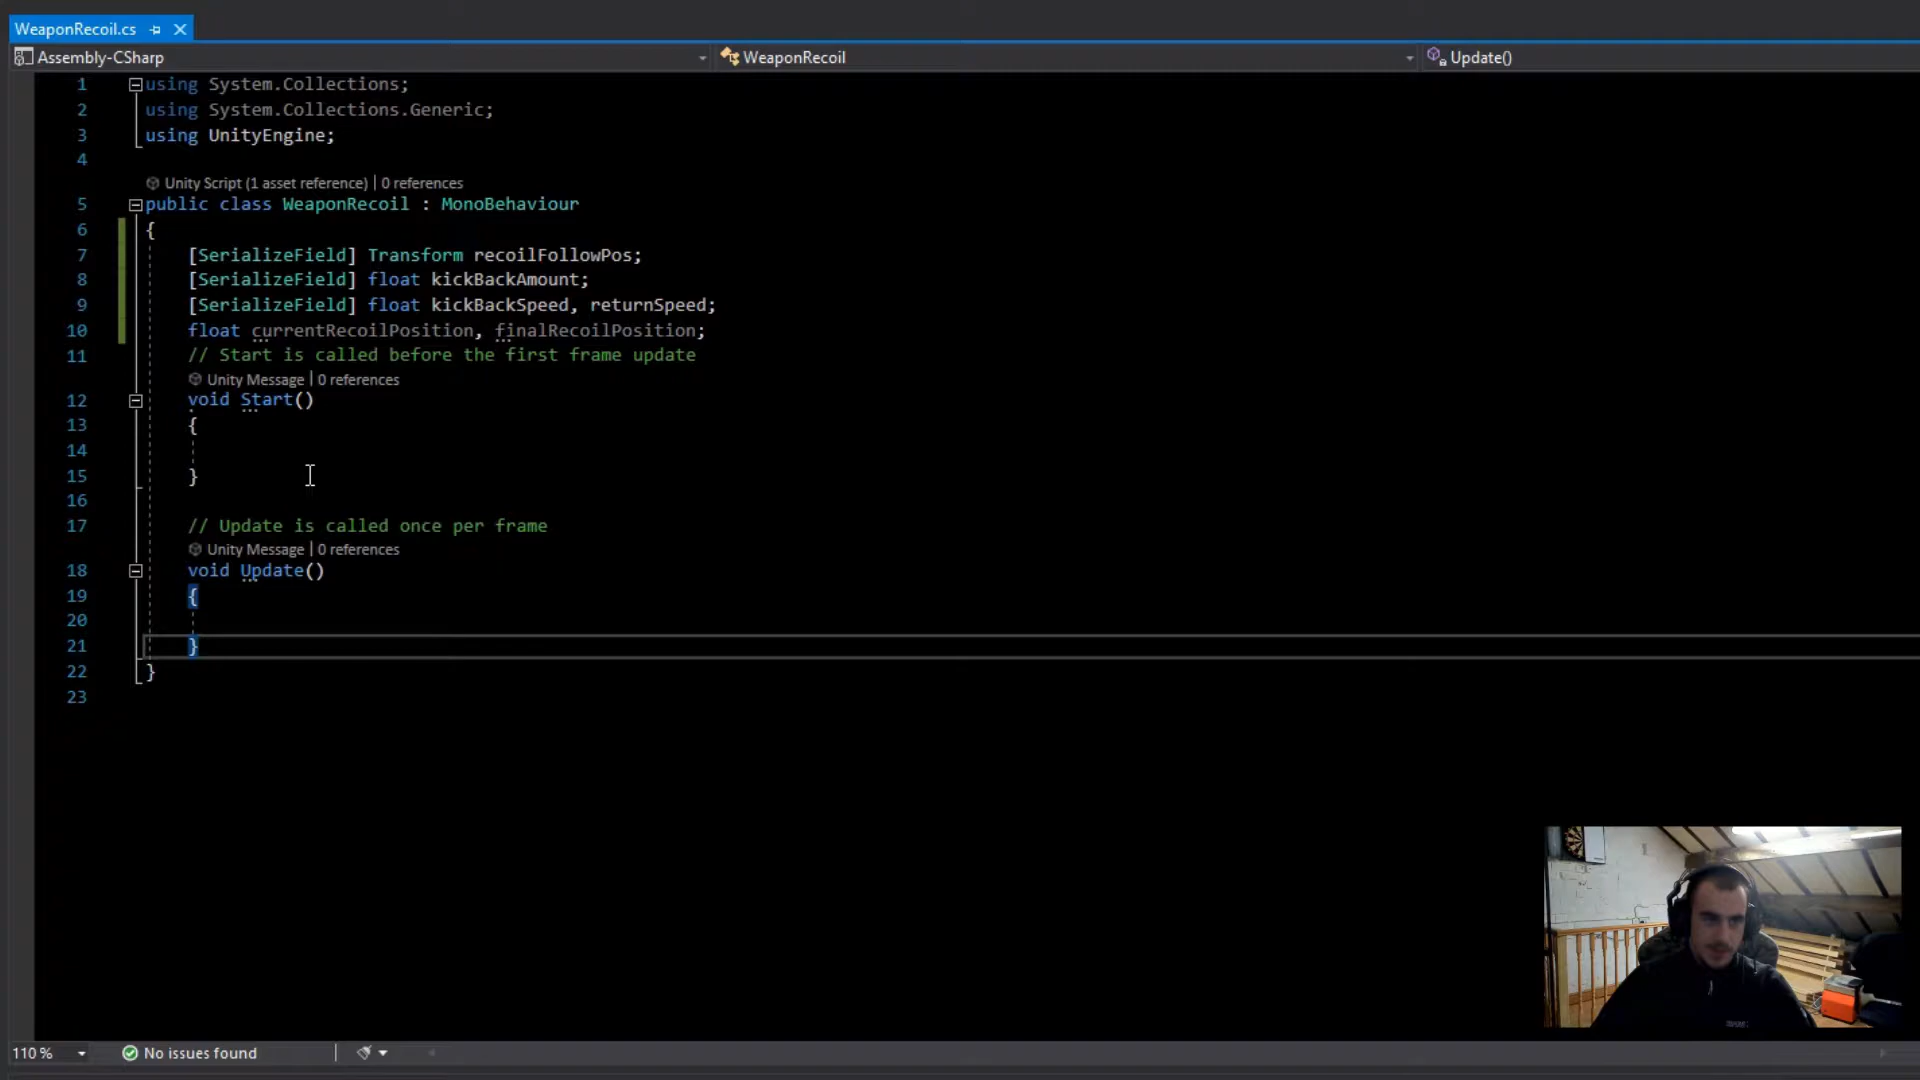 WeaponRecoil.cs
Assembly-CSharp WeaponRecoil Update()
1 using System.Collections;
2 using System.Collections.Generic;
3 using UnityEngine;
4
Unity Script (1 asset reference) | 0 references
5 public class WeaponRecoil : MonoBehaviour
6 {
7 [SerializeField] Transform recoilFollowPos;
8 [SerializeField] float kickBackAmount;
9 [SerializeField] float kickBackSpeed, returnSpeed;
10 float currentRecoilPosition, finalRecoilPosition;
11 // Start is called before the first frame update
Unity Message | 0 references
12 void Start()
13 {
14
15 }
16
17 // Update is called once per frame
Unity Message | 0 references
18 void Update()
19 {
20
21 }
22 }
23
110 % No issues found